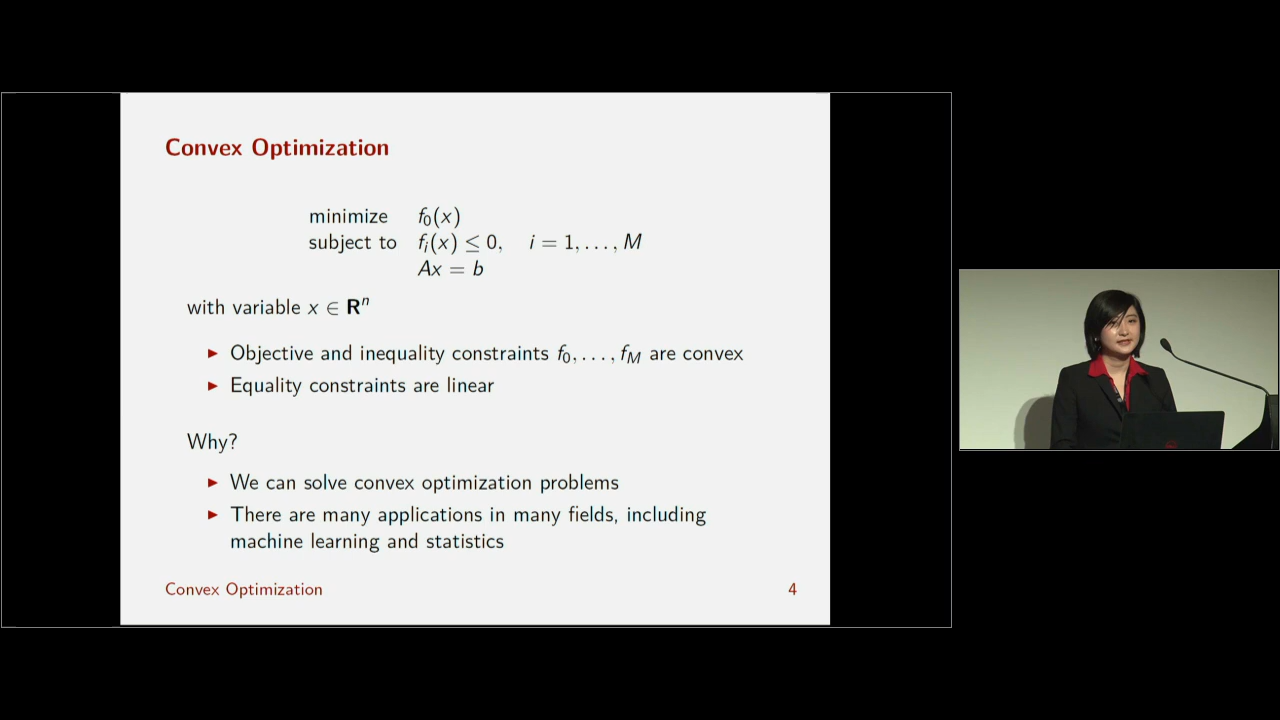 Convex Optimization
minimize f₀(x)
subject to fᵢ(x) ≤ 0, i = 1, . . . , M
Ax = b
with variable x ∈ Rⁿ
▶ Objective and inequality constraints f₀, . . . , f_M are convex
▶ Equality constraints are linear
Why?
▶ We can solve convex optimization problems
▶ There are many applications in many fields, including
machine learning and statistics
Convex Optimization 4